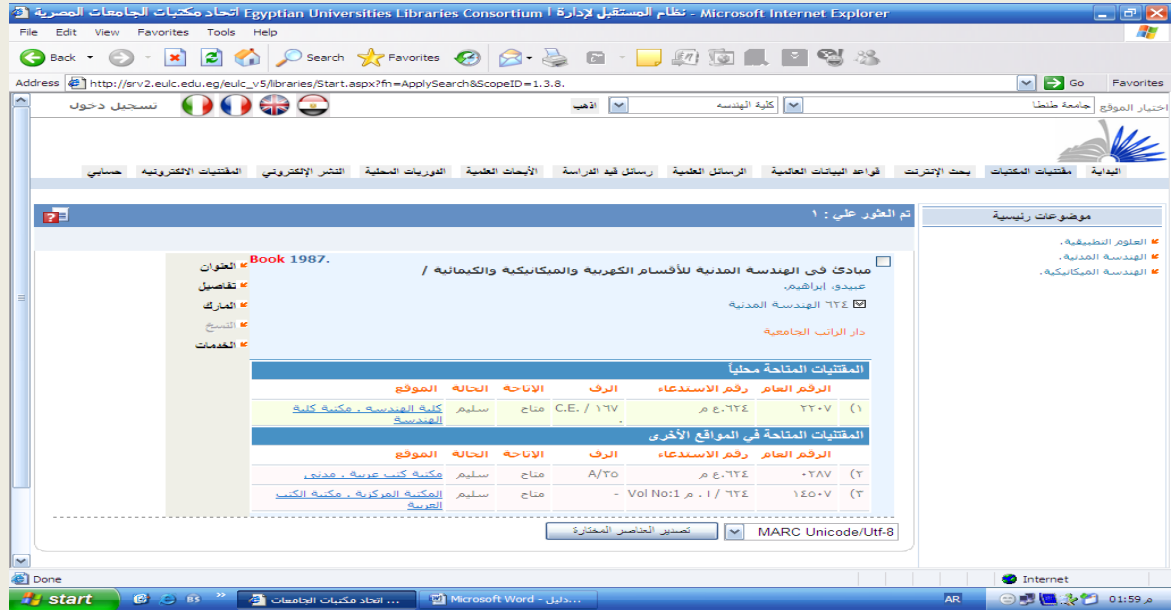 اتحاد مكتبات الجامعات المصرية Egyptian Universities Libraries Consortium | نظام المستقبل لإدارة - Microsoft Internet Explorer
File Edit View Favorites Tools Help
Back Search Favorites
Address http://srv2.eulc.edu.eg/eulc_v5/libraries/Start.aspx?fn=ApplySearch&ScopeID=1.3.8. Go Favorites
اختيار الموقع جامعة طنطا كلية الهندسه اذهب تسجيل دخول
البداية مقتنيات المكتبات بحث الإنترنت قواعد البيانات العالمية الرسائل العلمية رسائل قيد الدراسة الأبحاث العلمية الدوريات المحلية النشر الإلكتروني المقتنيات الالكترونيه حسابي
موضوعات رئيسية
العلوم التطبيقية.
الهندسة المدنية.
الهندسة الميكانيكية.
تم العثور علي : ١
مبادئ فى الهندسة المدنية للأقسام الكهربية والميكانيكية والكيمائية /
Book 1987.
عبيدو، ابراهيم.
٦٢٤ الهندسة المدنية
دار الراتب الجامعية
العنوان
تفاصيل
المارك
النسخ
الخدمات
المقتنيات المتاحة محلياً
الرقم العام رقم الاستدعاء الرف الإتاحة الحالة الموقع
١) ٢٢٠٧ ٦٢٤.ع م C.E. / ١٦٧ . متاح سليم كلية الهندسه . مكتبة كلية
الهندسة
المقتنيات المتاحة في المواقع الأخرى
الرقم العام رقم الاستدعاء الرف الإتاحة الحالة الموقع
٢) ٠٢٨٧ ٦٢٤.ع م A/٢٥ متاح سليم مكتبة كتب عربية . مدنى.
٣) ١٤٥٠٧ ٦٢٤ / ا . م Vol No:1 - متاح سليم المكتبة المركزية . مكتبة الكتب
العربية
MARC Unicode/Utf-8 تصدير العناصر المختارة
Done Internet
start BS اتحاد مكتبات الجامعات ... دليل - Microsoft Word... AR 01:59 م